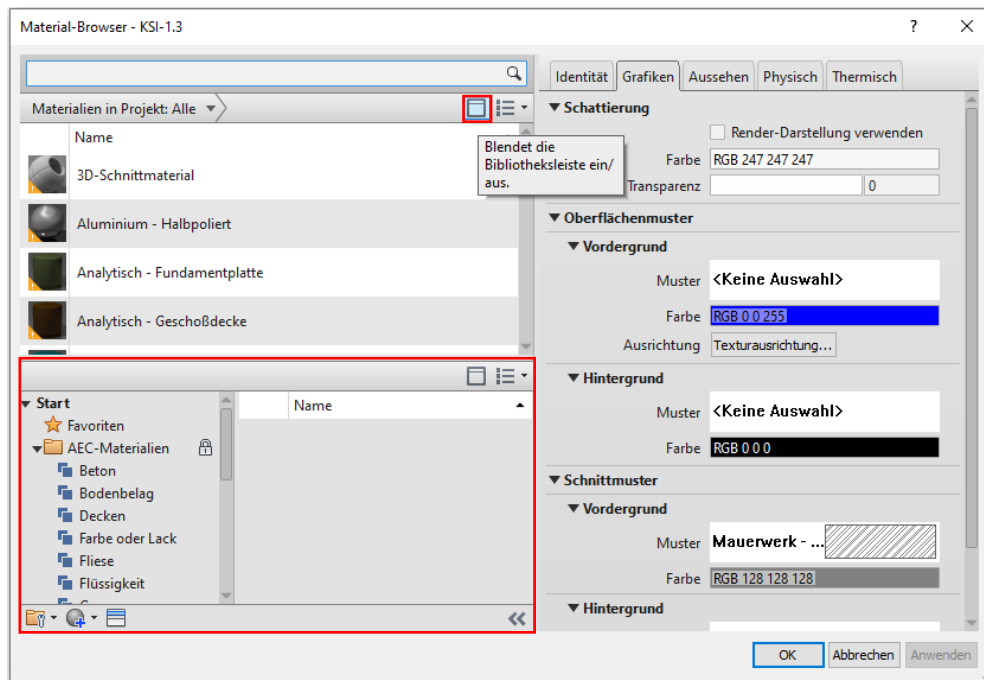 Material-Browser - KSI-1.3
?
Materialien in Projekt: Alle
Name
3D-Schnittmaterial
Aluminium - Halbpoliert
Analytisch - Fundamentplatte
Analytisch - Geschoßdecke
Blendet die
Bibliotheksleiste ein/
aus.
Start
Favoriten
AEC-Materialien
Beton
Bodenbelag
Decken
Farbe oder Lack
Fliese
Flüssigkeit
Name
Identität Grafiken Aussehen Physisch Thermisch
Schattierung
Render-Darstellung verwenden
Farbe RGB 247 247 247
Transparenz 0
Oberflächenmuster
Vordergrund
Muster <Keine Auswahl>
Farbe RGB 0 0 255
Ausrichtung Texturausrichtung...
Hintergrund
Muster <Keine Auswahl>
Farbe RGB 0 0 0
Schnittmuster
Vordergrund
Muster Mauerwerk - ...
Farbe RGB 128 128 128
Hintergrund
OK Abbrechen Anwenden